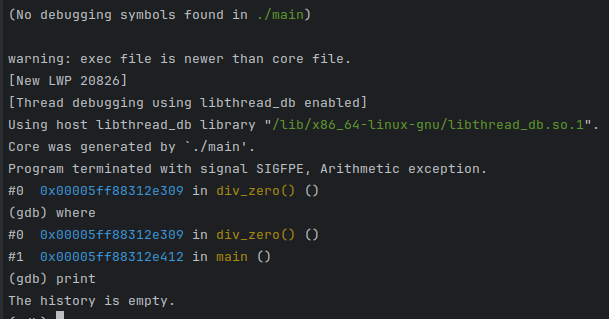 (No debugging symbols found in ./main)
warning: exec file is newer than core file.
[New LWP 20826]
[Thread debugging using libthread_db enabled]
Using host libthread_db library "/lib/x86_64-linux-gnu/libthread_db.so.1".
Core was generated by `./main'.
Program terminated with signal SIGFPE, Arithmetic exception.
#0  0x00005ff88312e309 in div_zero() ()
(gdb) where
#0  0x00005ff88312e309 in div_zero() ()
#1  0x00005ff88312e412 in main ()
(gdb) print
The history is empty.